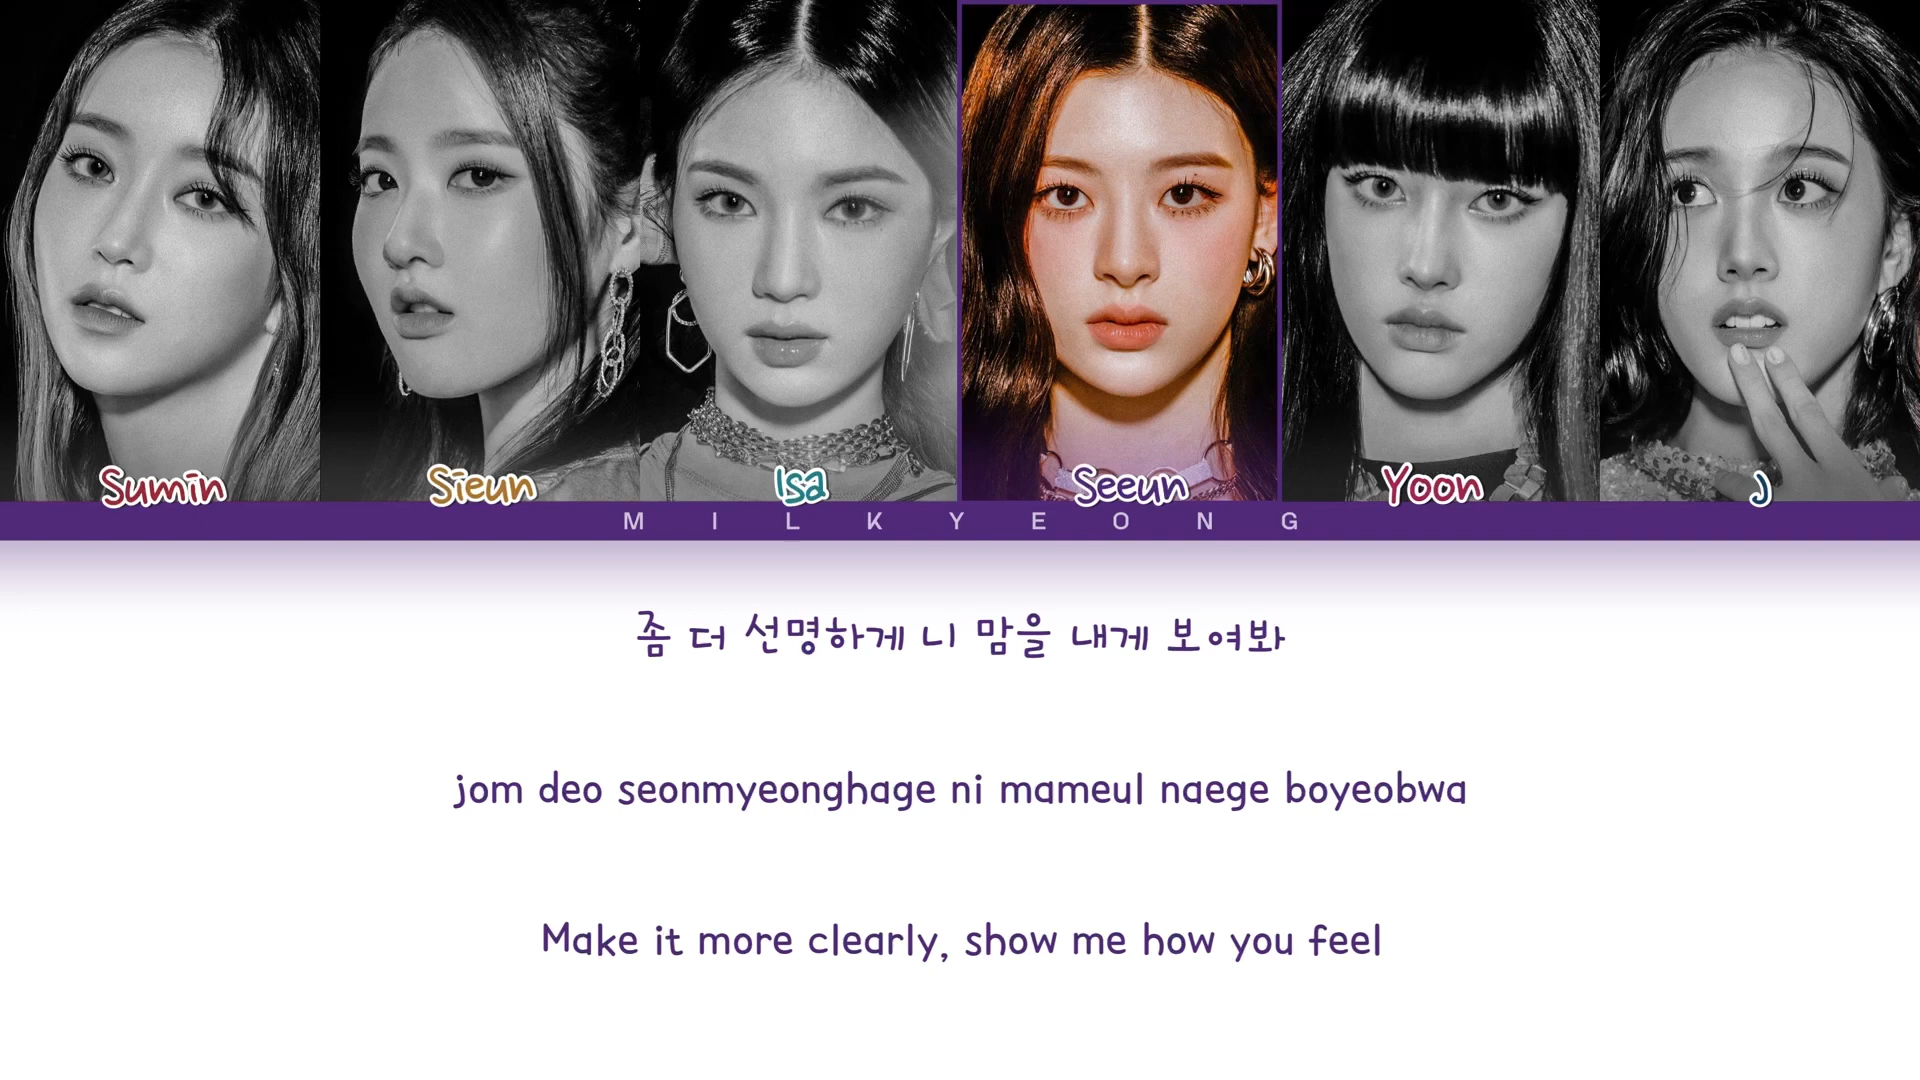 Sumin Sieun Isa Seeun Yoon J
MILKYEONG
좀 더 선명하게 니 맘을 내게 보여봐
jom deo seonmyeonghage ni mameul naege boyeobwa
Make it more clearly, show me how you feel